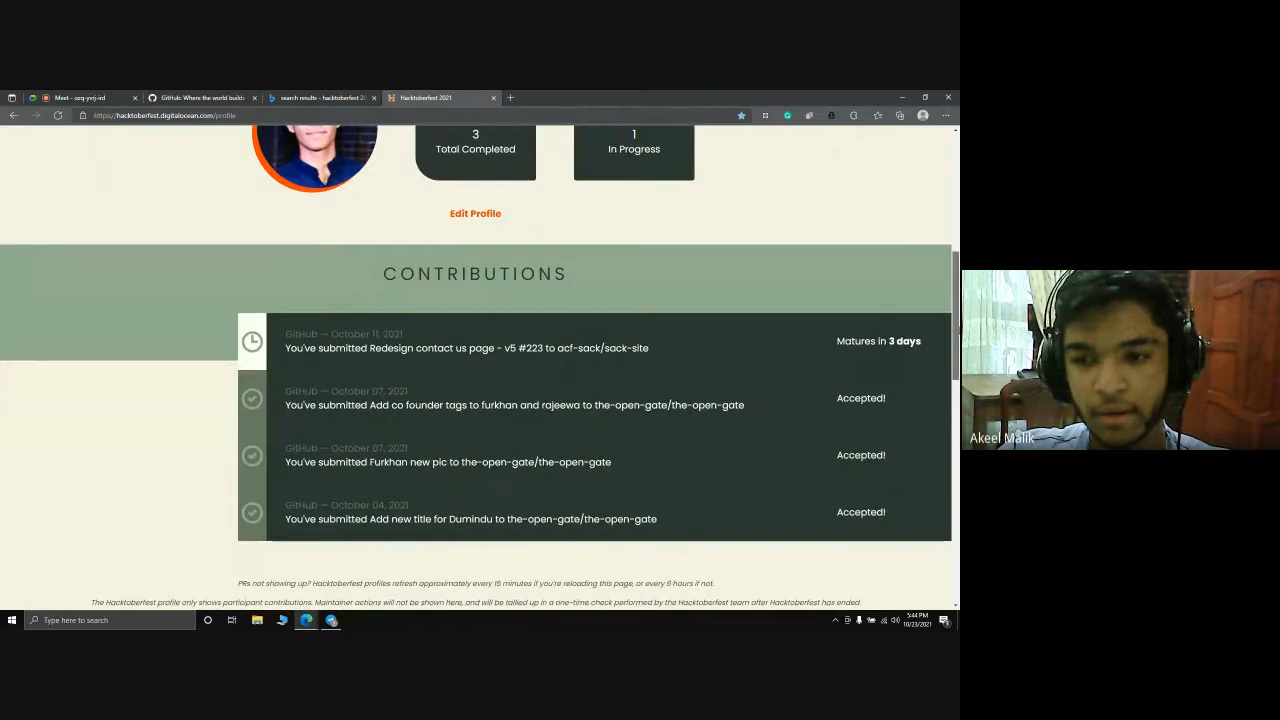 Meet - ozq-yvrj-ird
GitHub: Where the world builds
search results - hacktoberfest 20
Hacktoberfest 2021
https://hacktoberfest.digitalocean.com/profile
3
Total Completed
1
In Progress
Edit Profile
CONTRIBUTIONS
GitHub — October 11, 2021
You've submitted Redesign contact us page - v5 #223 to acf-sack/sack-site
Matures in 3 days
GitHub — October 07, 2021
You've submitted Add co founder tags to furkhan and rajeewa to the-open-gate/the-open-gate
Accepted!
GitHub — October 07, 2021
You've submitted Furkhan new pic to the-open-gate/the-open-gate
Accepted!
GitHub — October 04, 2021
You've submitted Add new title for Dumindu to the-open-gate/the-open-gate
Accepted!
PRs not showing up? Hacktoberfest profiles refresh approximately every 15 minutes if you're reloading this page, or every 6 hours if not.
The Hacktoberfest profile only shows participant contributions. Maintainer actions will not be shown here, and will be tallied up in a one-time check performed by the Hacktoberfest team after Hacktoberfest has ended.
Type here to search
5:44 PM
10/23/2021
Akeel Malik